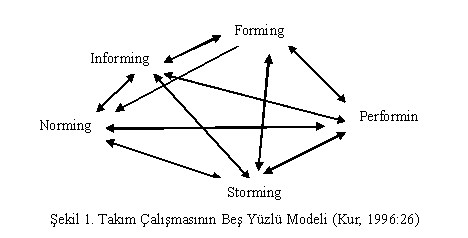 Forming
Informing
Performin
Norming
Storming
Şekil 1. Takım Çalışmasının Beş Yüzlü Modeli (Kur, 1996:26)